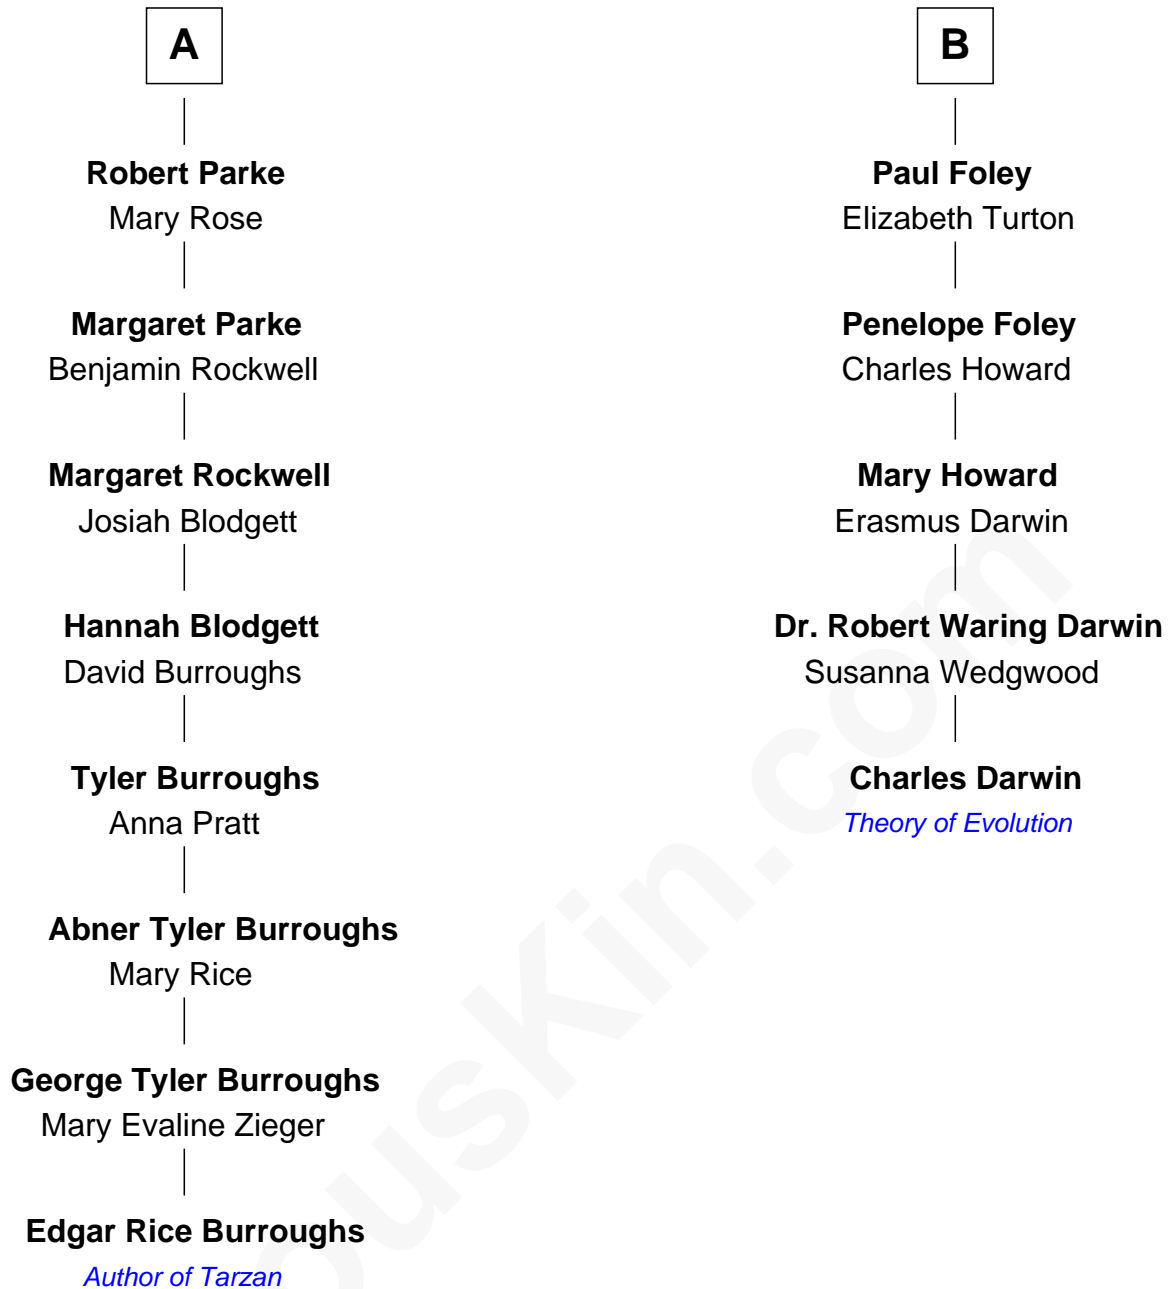 A
Robert Parke
Mary Rose
Margaret Parke
Benjamin Rockwell
Margaret Rockwell
Josiah Blodgett
Hannah Blodgett
David Burroughs
Tyler Burroughs
Anna Pratt
Abner Tyler Burroughs
Mary Rice
George Tyler Burroughs
Mary Evaline Zieger
Edgar Rice Burroughs
Author of Tarzan
B
Paul Foley
Elizabeth Turton
Penelope Foley
Charles Howard
Mary Howard
Erasmus Darwin
Dr. Robert Waring Darwin
Susanna Wedgwood
Charles Darwin
Theory of Evolution
ousKin.com